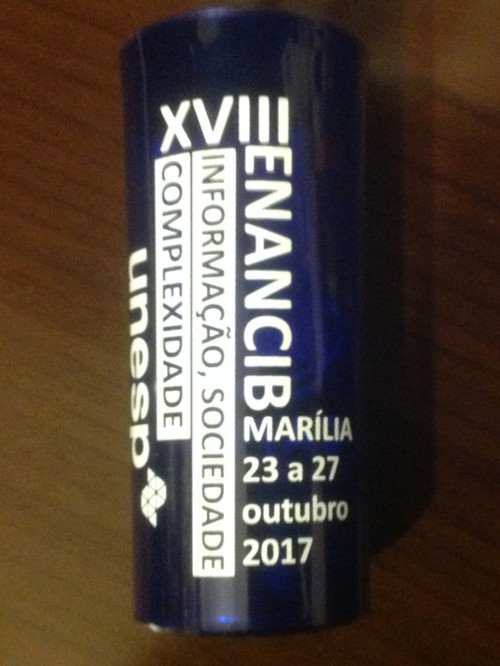 XVIII
ENANCIB
INFORMAÇÃO, SOCIEDADE
COMPLEXIDADE
unesp
MARÍLIA
23 a 27
outubro
2017